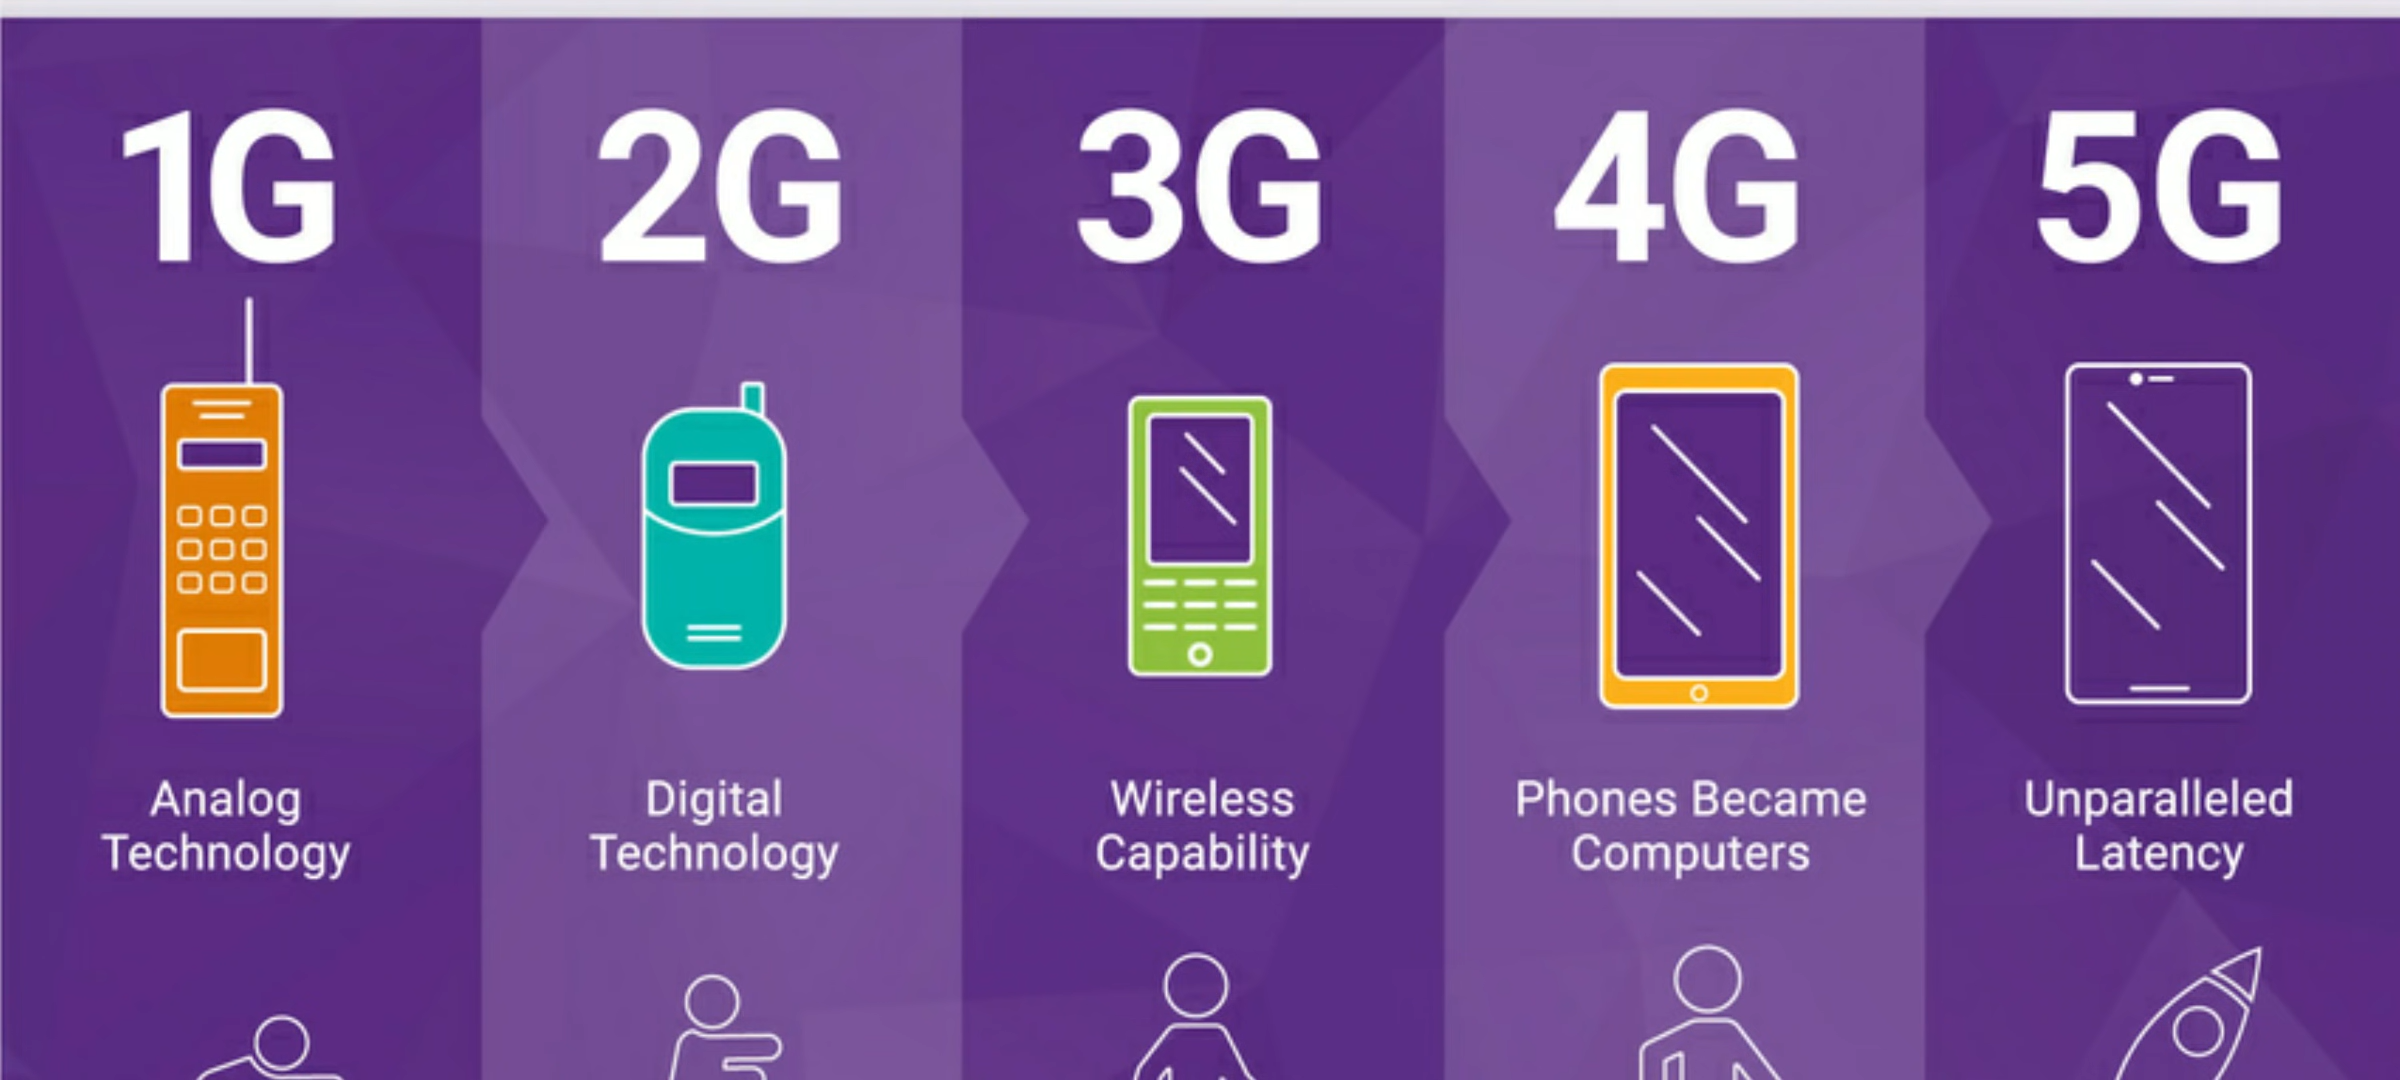 1G
2G
3G
4G
5G
Analog
Technology
Digital
Technology
Wireless
Capability
Phones Became
Computers
Unparalleled
Latency